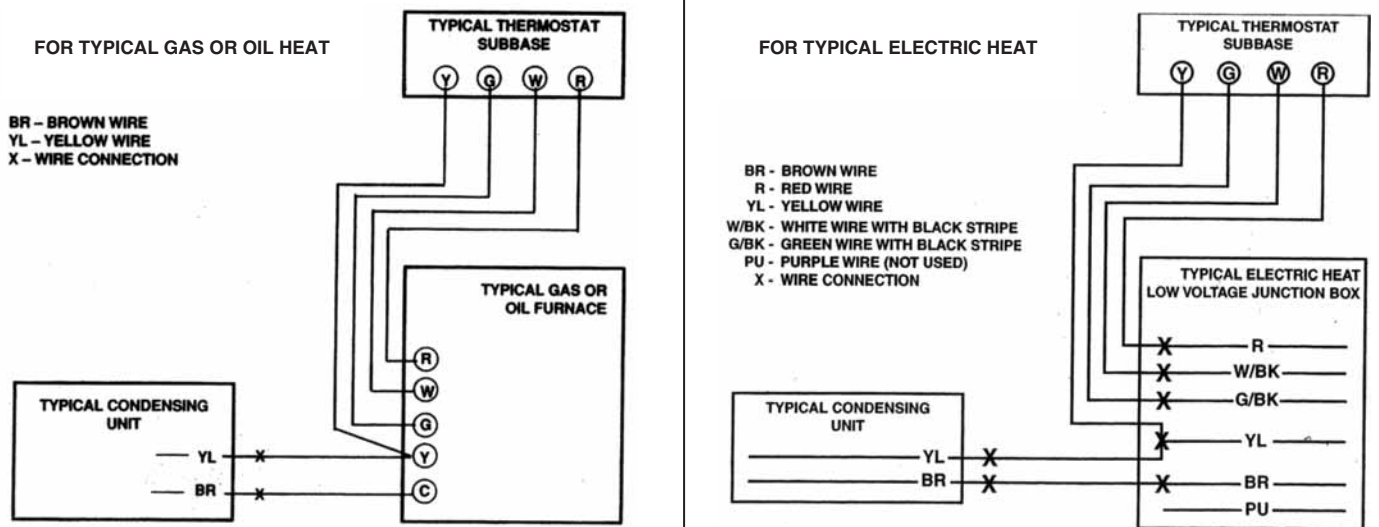 FOR TYPICAL GAS OR OIL HEAT
TYPICAL THERMOSTAT
SUBBASE
Y G W R
BR – BROWN WIRE
YL – YELLOW WIRE
X – WIRE CONNECTION
TYPICAL GAS OR
OIL FURNACE
R
W
G
Y
C
TYPICAL CONDENSING
UNIT
YL X
BR X
FOR TYPICAL ELECTRIC HEAT
TYPICAL THERMOSTAT
SUBBASE
Y G W R
BR - BROWN WIRE
R - RED WIRE
YL - YELLOW WIRE
W/BK - WHITE WIRE WITH BLACK STRIPE
G/BK - GREEN WIRE WITH BLACK STRIPE
PU - PURPLE WIRE (NOT USED)
X - WIRE CONNECTION
TYPICAL ELECTRIC HEAT
LOW VOLTAGE JUNCTION BOX
X R
X W/BK
X G/BK
X YL
X BR
PU
TYPICAL CONDENSING
UNIT
YL X
BR X